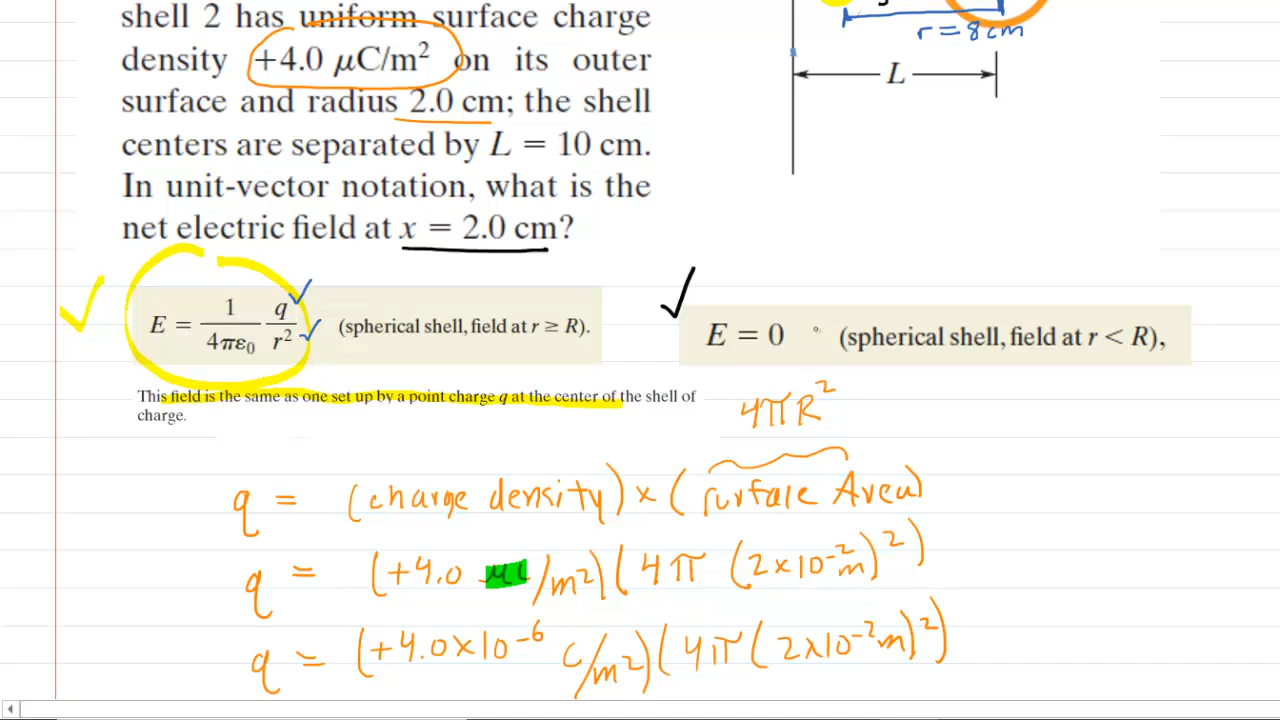 shell 2 has uniform surface charge
density +4.0 μC/m² on its outer
surface and radius 2.0 cm; the shell
centers are separated by L = 10 cm.
In unit-vector notation, what is the
net electric field at x = 2.0 cm?
r = 8cm
L
E = 1/4πε₀ q/r² (spherical shell, field at r ≥ R).
E = 0 (spherical shell, field at r < R),
This field is the same as one set up by a point charge q at the center of the shell of
charge.
4πR²
q = (charge density) × (surface Area)
q = (+4.0 μC/m²)(4π (2×10⁻²m)²)
q = (+4.0×10⁻⁶ C/m²)(4π(2×10⁻²m)²)